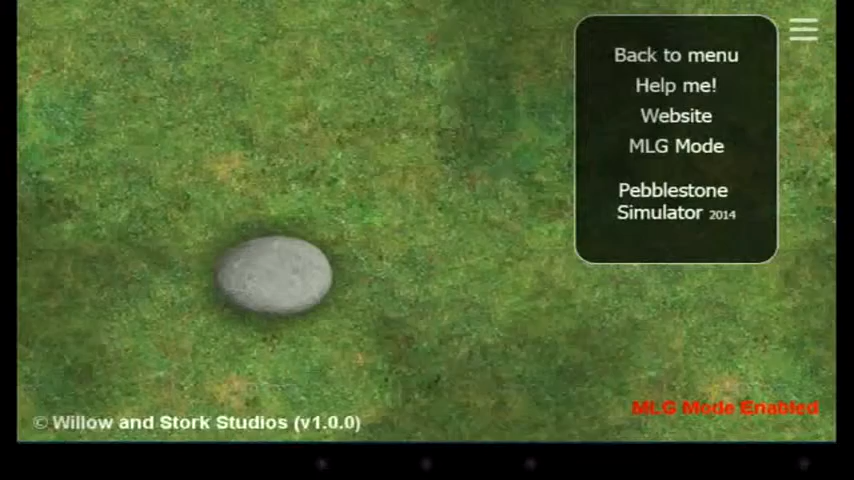 Back to menu
Help me!
Website
MLG Mode
Pebblestone
Simulator 2014
MLG Mode Enabled
© Willow and Stork Studios (v1.0.0)